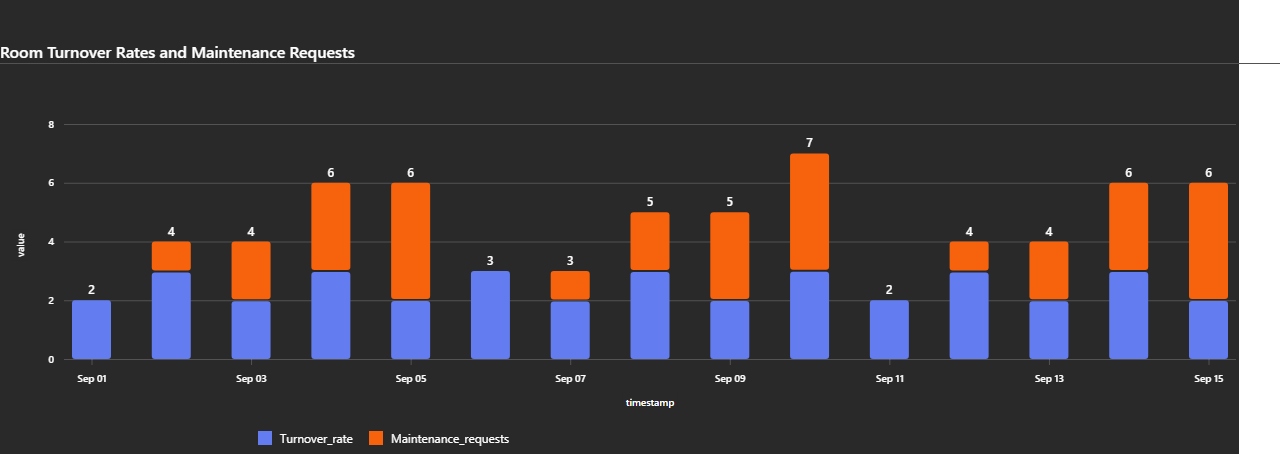 Room Turnover Rates and Maintenance Requests
8
6
4
2
0
value
2
4
4
6
6
3
3
5
5
7
2
4
4
6
6
Sep 01
Sep 03
Sep 05
Sep 07
Sep 09
Sep 11
Sep 13
Sep 15
timestamp
Turnover_rate
Maintenance_requests